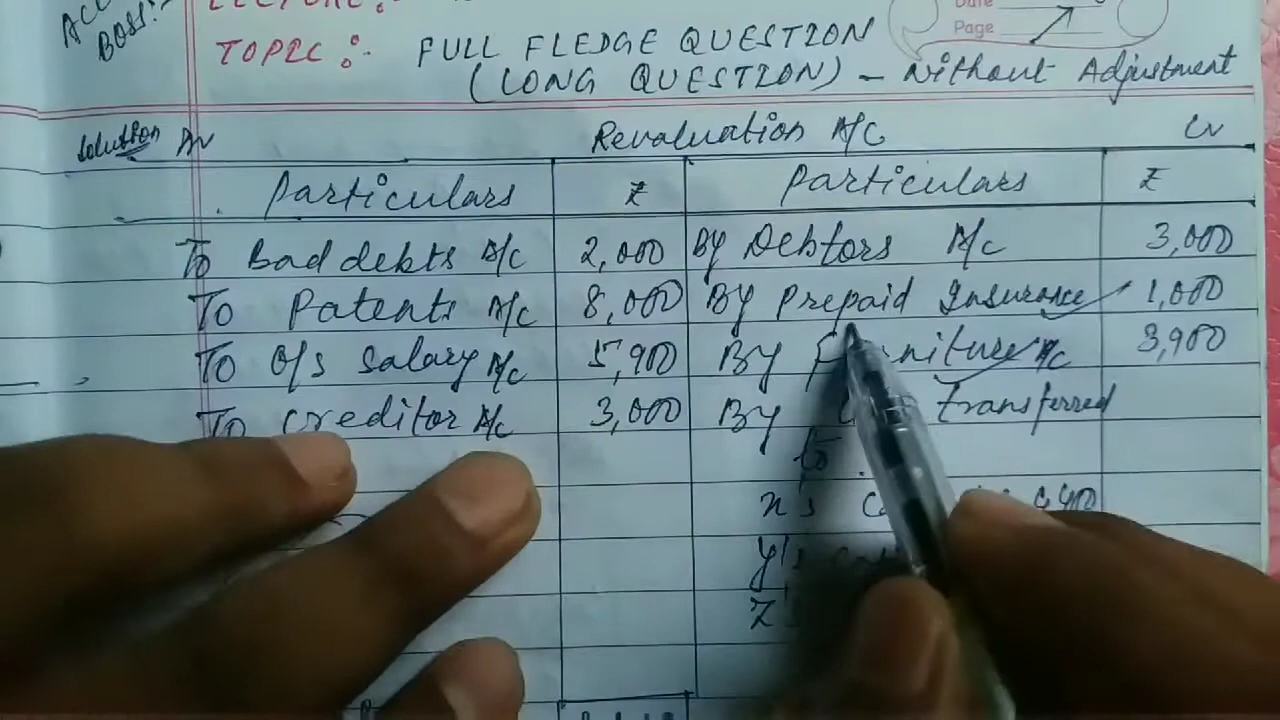 BOSS:-
TOPIC:- FULL FLEDGE QUESTION
(LONG QUESTION) - Without Adjustment
Date
Page
Solution Dr Revaluation A/C Cr
Particulars ₹ Particulars ₹
To Bad debts A/c 2,000 By Debtors A/c 3,000
To Patents A/c 8,000 By Prepaid Insurance 1,000
To O/s Salary A/c 5,900 By Furniture A/c 3,900
To Creditor A/c 3,000 By Transferred
to
x's
y's
z'